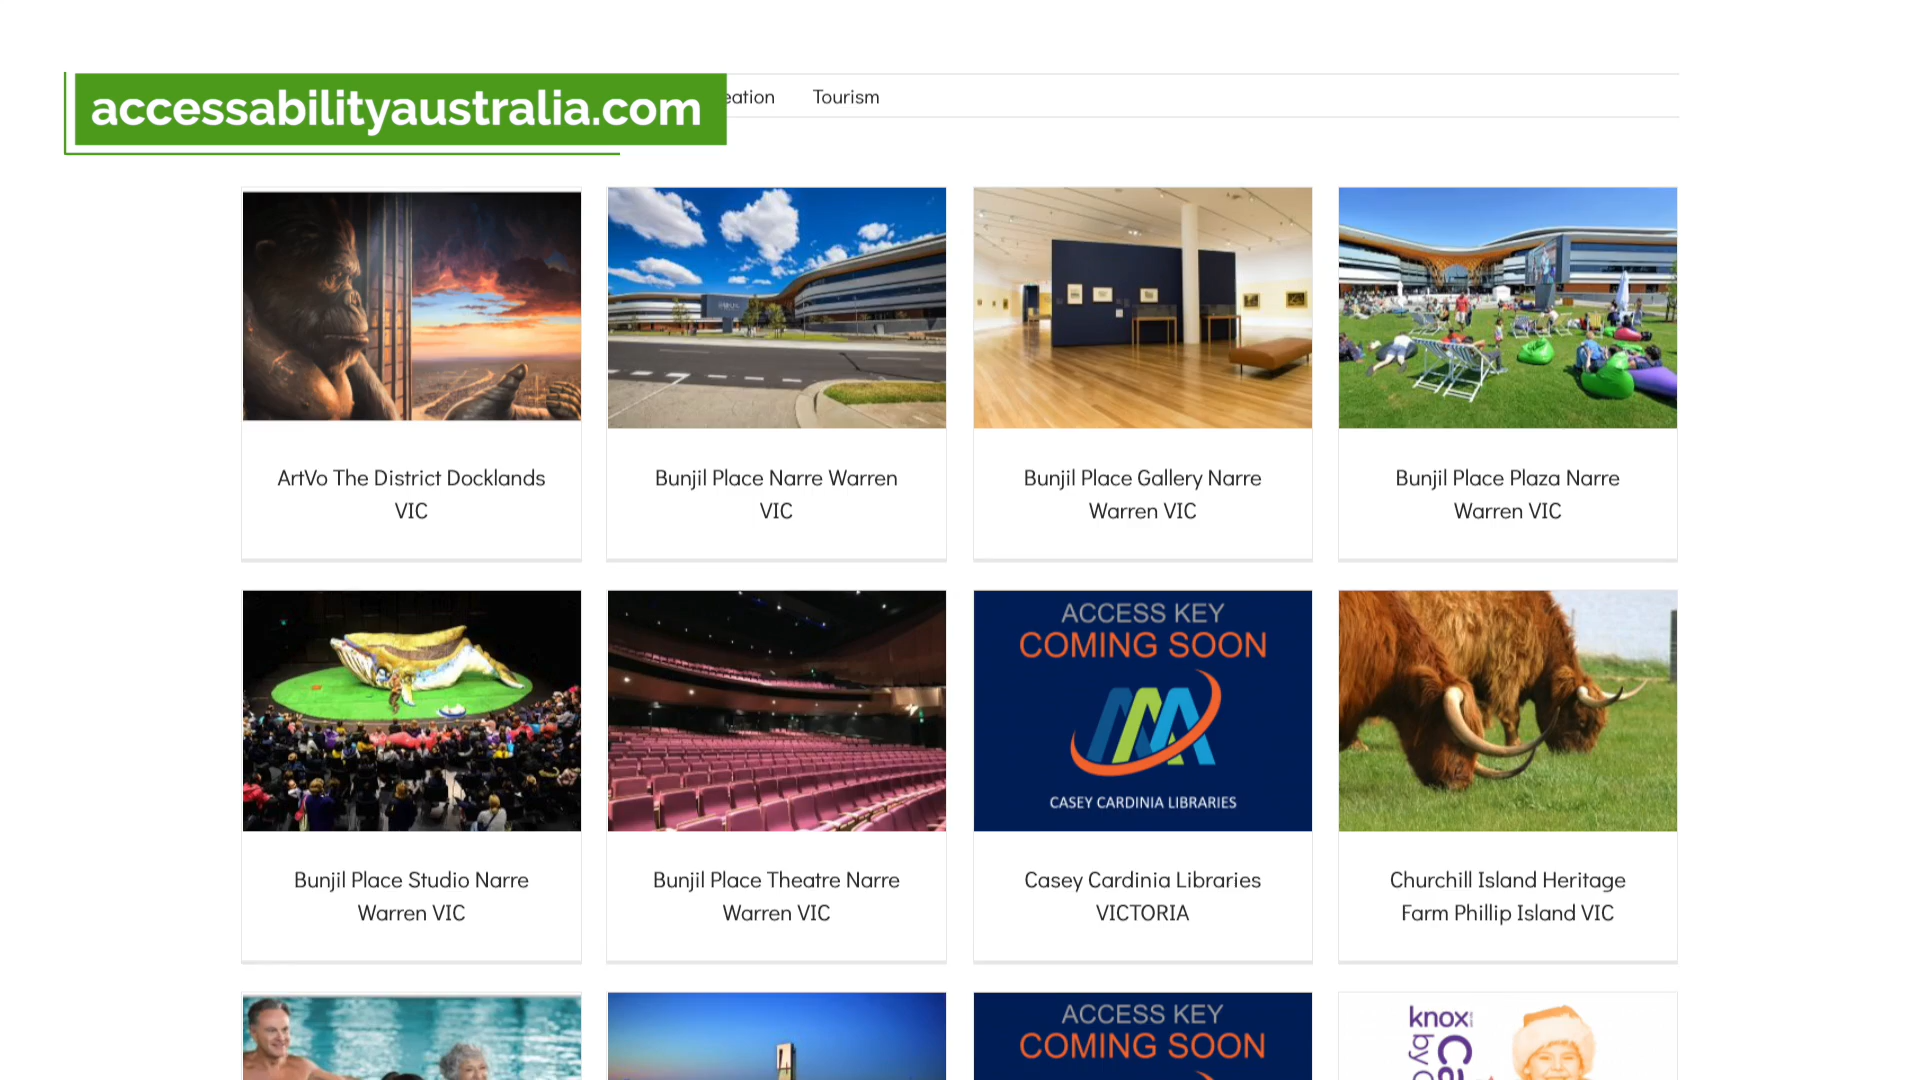 accessabilityaustralia.com
eation Tourism
ArtVo The District Docklands
VIC
Bunjil Place Narre Warren
VIC
Bunjil Place Gallery Narre
Warren VIC
Bunjil Place Plaza Narre
Warren VIC
ACCESS KEY
COMING SOON
CASEY CARDINIA LIBRARIES
Bunjil Place Studio Narre
Warren VIC
Bunjil Place Theatre Narre
Warren VIC
Casey Cardinia Libraries
VICTORIA
Churchill Island Heritage
Farm Phillip Island VIC
ACCESS KEY
COMING SOON
knox
by
Ca